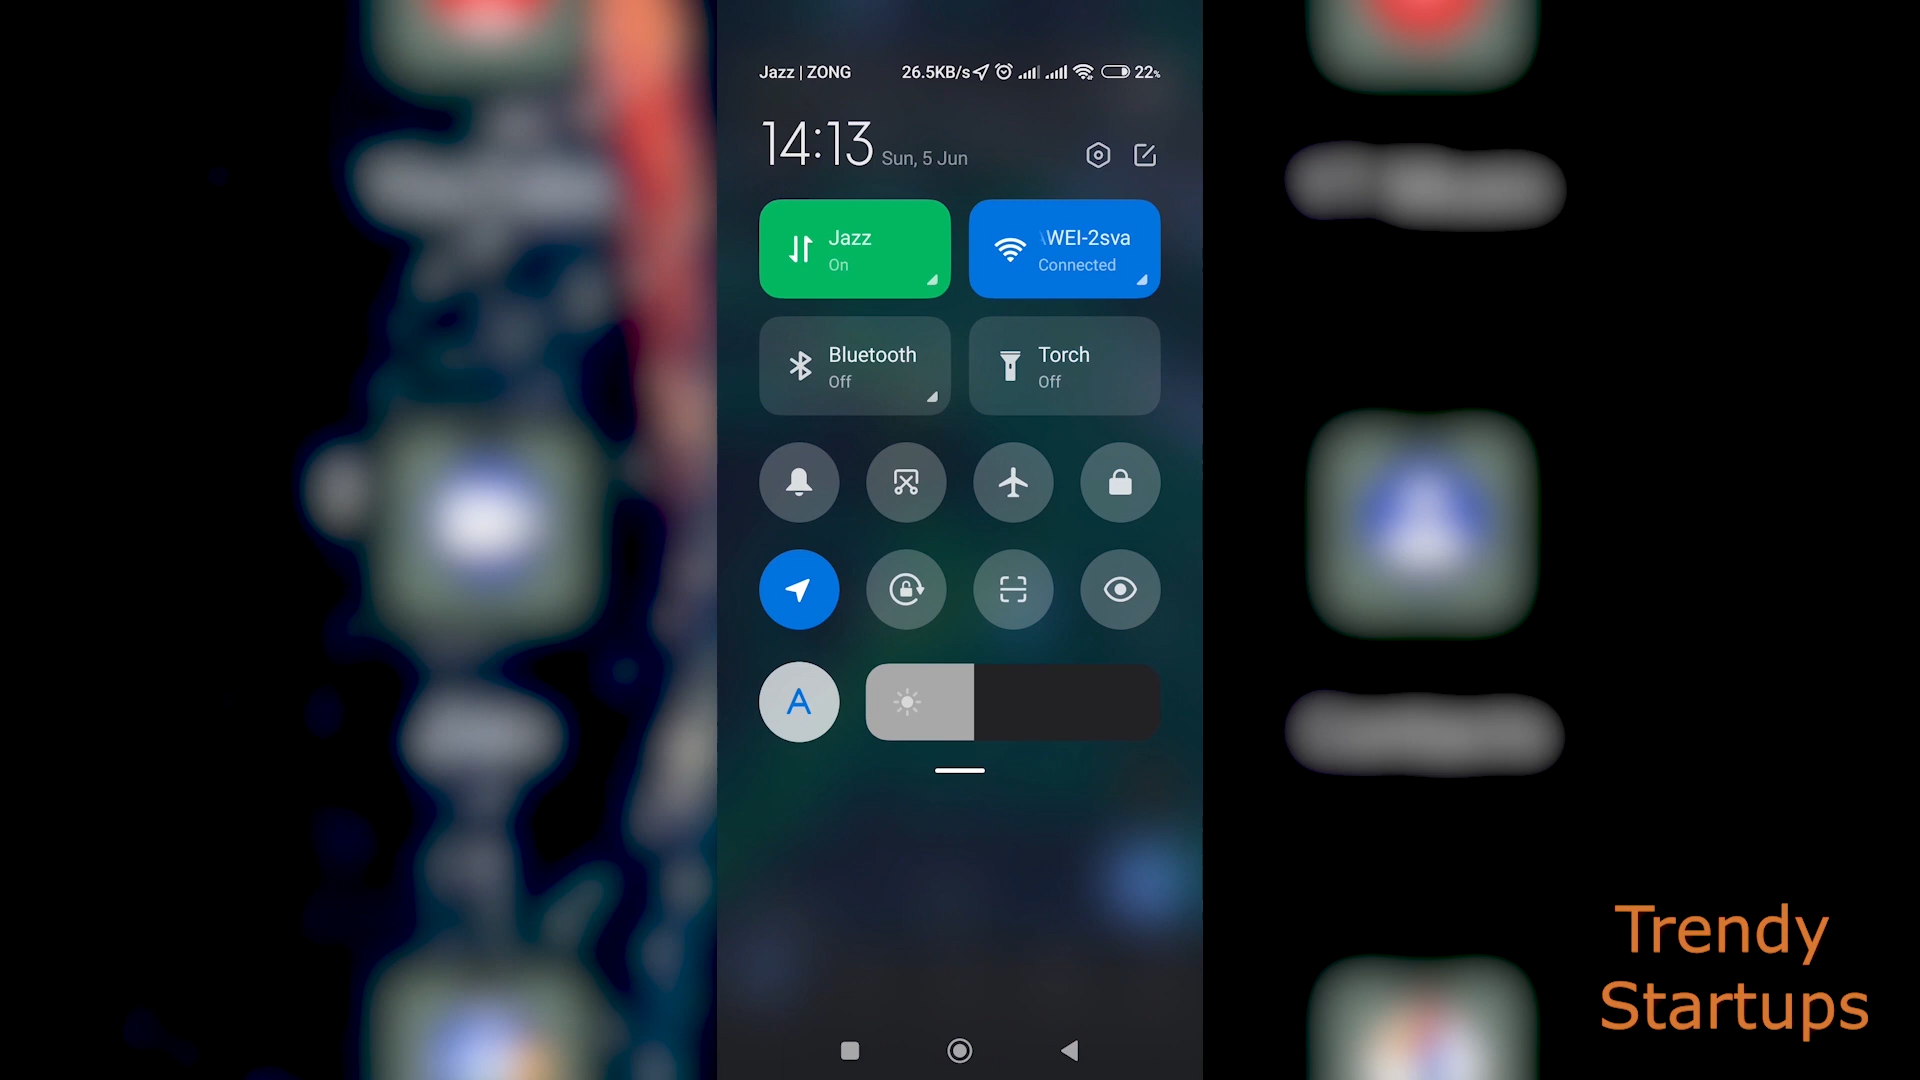 Jazz | ZONG 26.5KB/s 22%
14:13 Sun, 5 Jun
Jazz
On
WEI-2sva
Connected
Bluetooth
Off
Torch
Off
A
Trendy
Startups